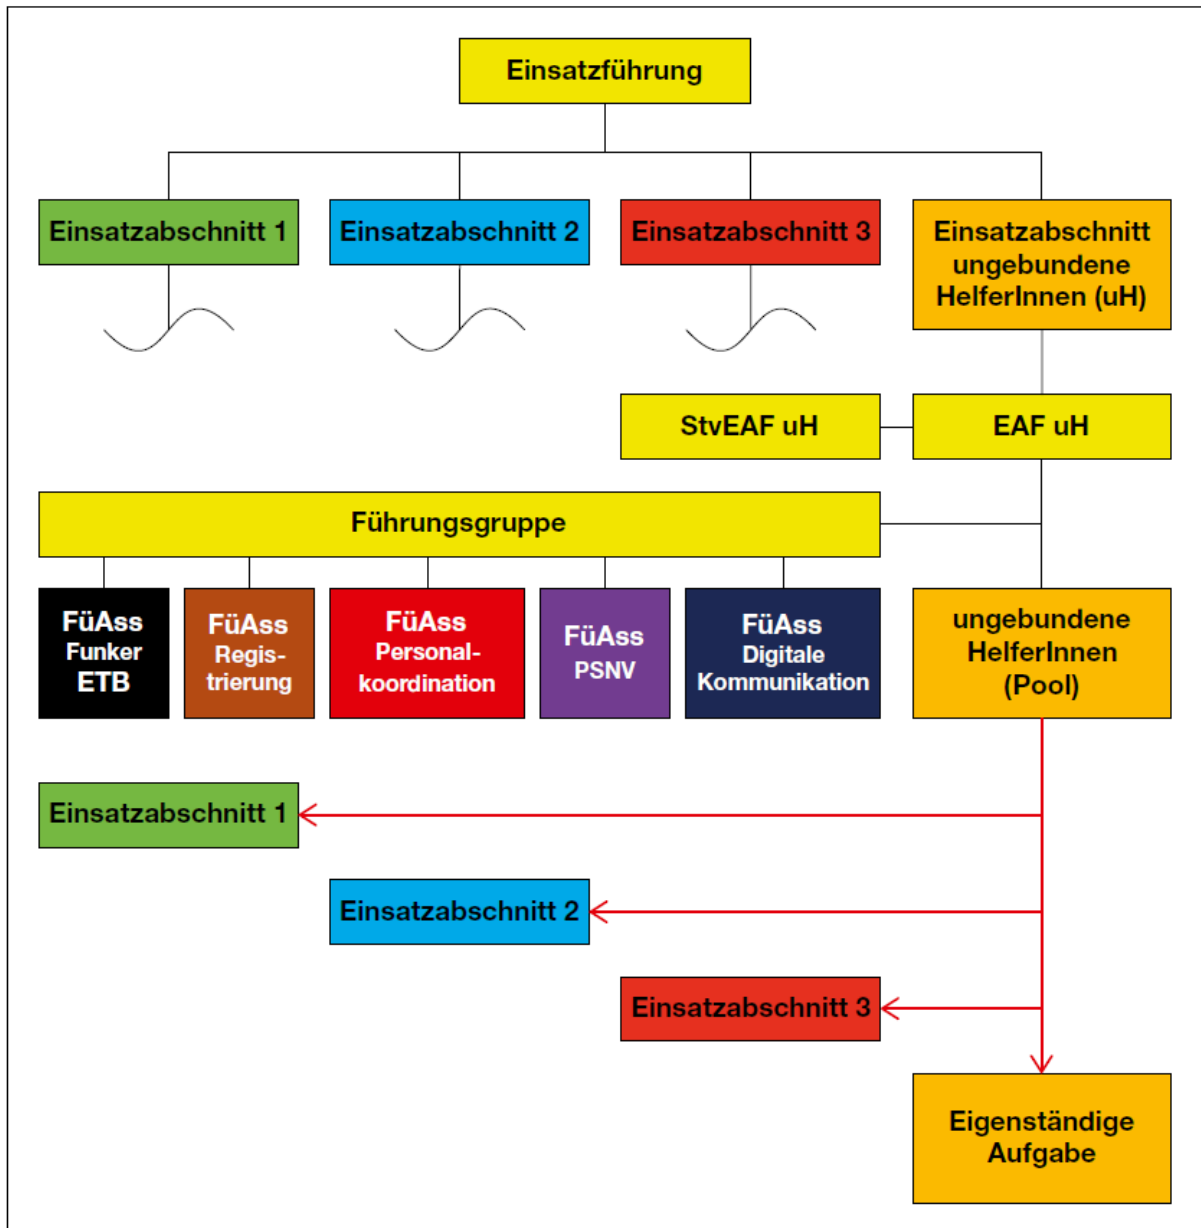 Einsatzführung
Einsatzabschnitt 1
Einsatzabschnitt 2
Einsatzabschnitt 3
Einsatzabschnitt
ungebundene
HelferInnen (uH)
StvEAF uH
EAF uH
Führungsgruppe
FüAss
Funker
ETB
FüAss
Regis-
trierung
FüAss
Personal-
koordination
FüAss
PSNV
FüAss
Digitale
Kommunikation
ungebundene
HelferInnen
(Pool)
Einsatzabschnitt 1
Einsatzabschnitt 2
Einsatzabschnitt 3
Eigenständige
Aufgabe